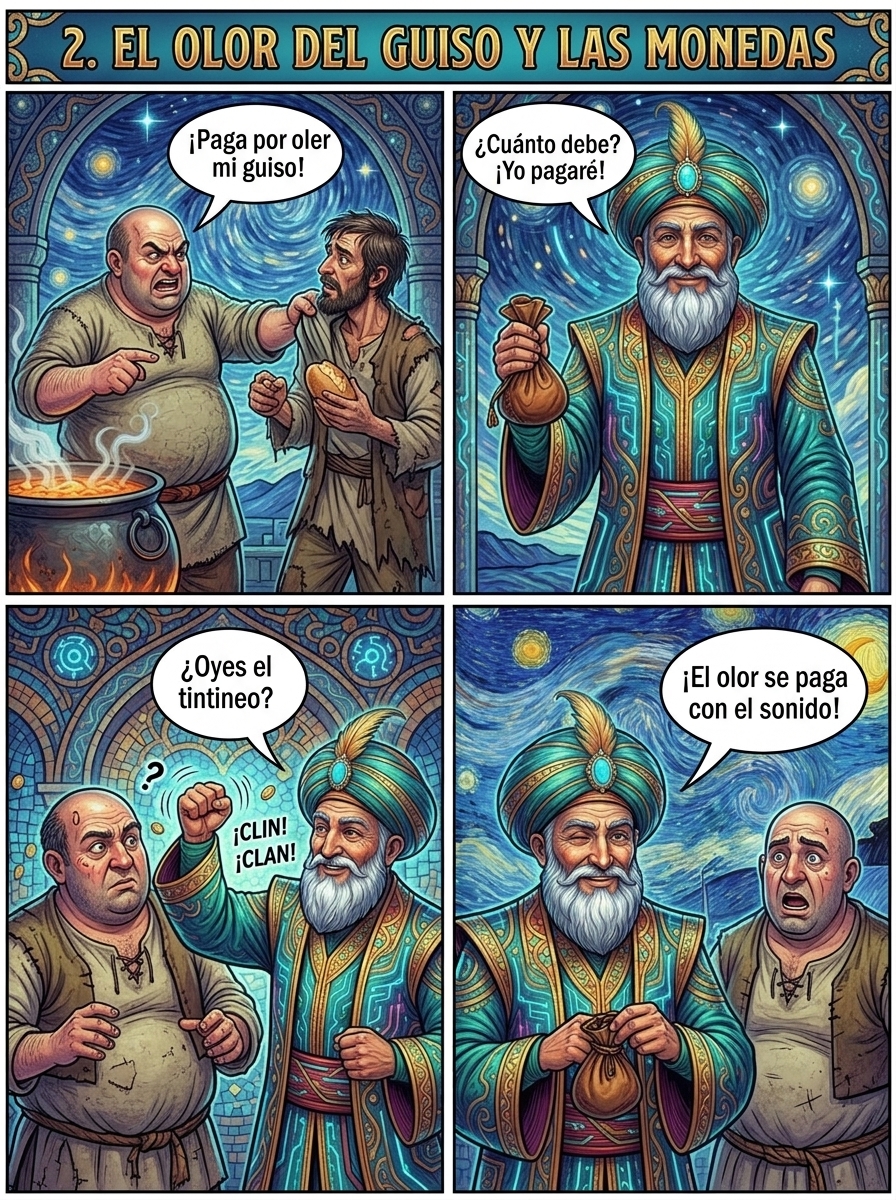 2. EL OLOR DEL GUISO Y LAS MONEDAS
¡Paga por oler
mi guiso!
¿Cuánto debe?
¡Yo pagaré!
¿Oyes el
tintineo?
?
¡CLIN!
¡CLAN!
¡El olor se paga
con el sonido!